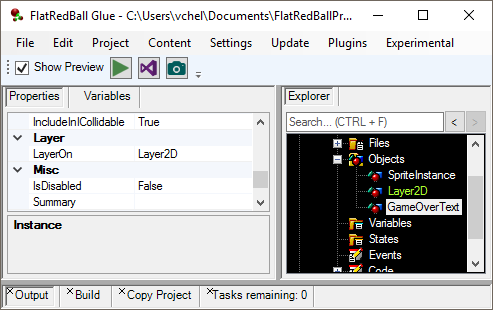 FlatRedBall Glue - C:\Users\vchel\Documents\FlatRedBallPr...
File Edit Project Content Settings Update Plugins Experimental
Show Preview
Properties Variables
IncludeInICollidable True
Layer
LayerOn Layer2D
Misc
IsDisabled False
Summary
Instance
Explorer
Search... (CTRL + F) < >
Files
Objects
SpriteInstance
Layer2D
GameOverText
Variables
States
Events
Code
Output Build Copy Project Tasks remaining: 0